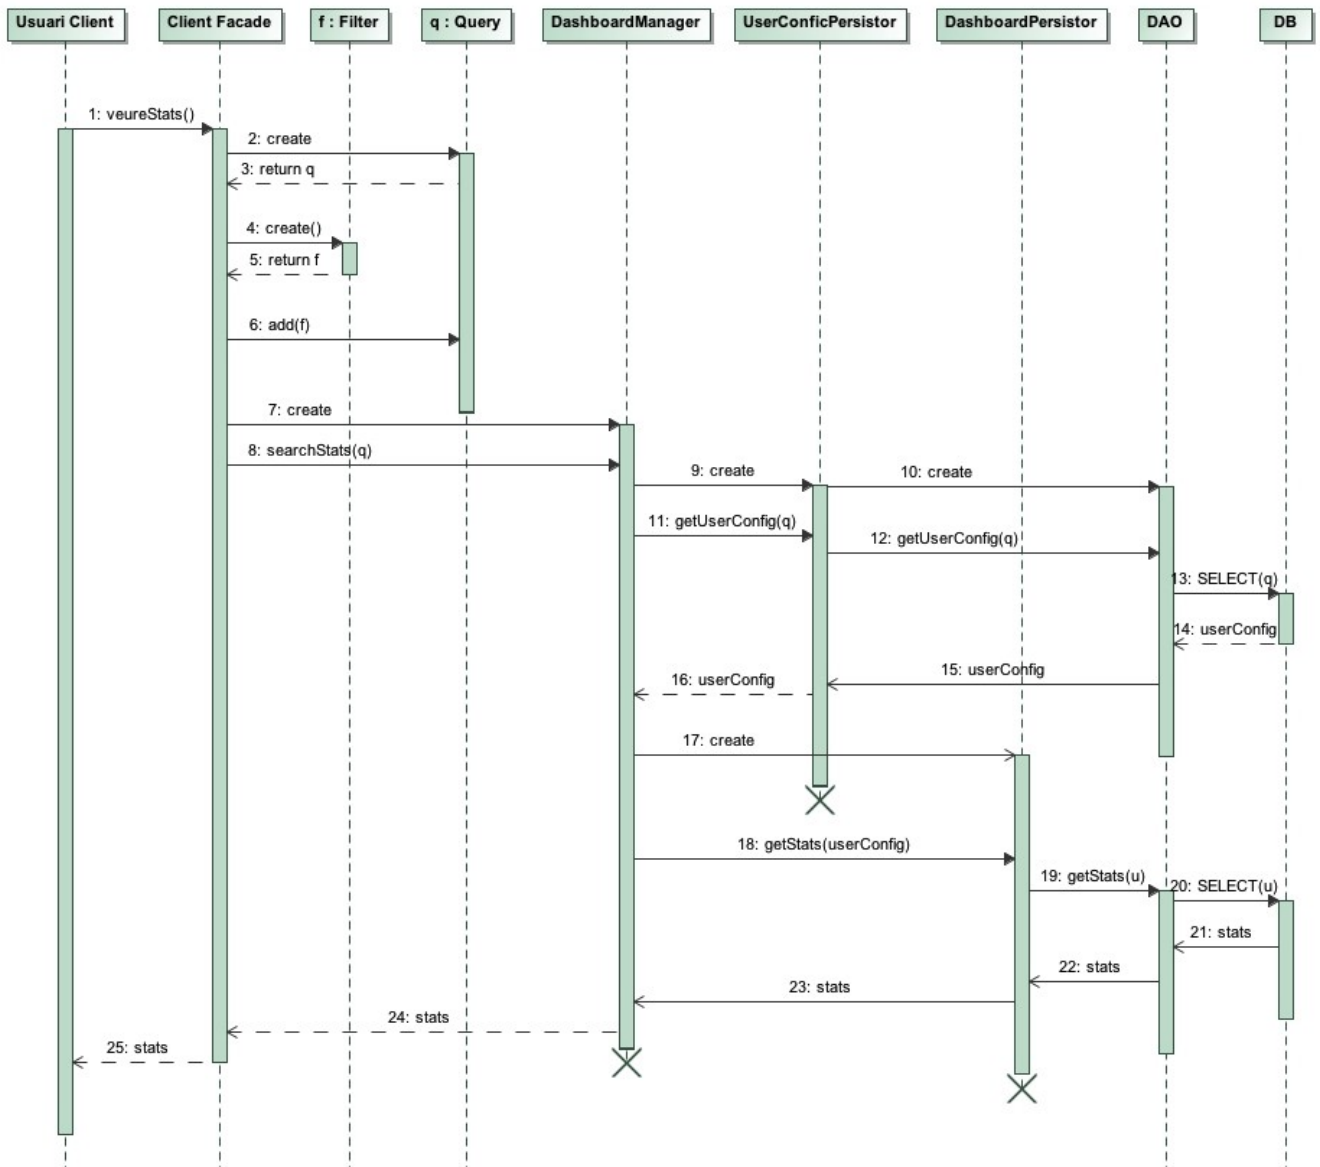 Usuari Client
Client Facade
f : Filter
q : Query
DashboardManager
UserConficPersistor
DashboardPersistor
DAO
DB
1: veureStats()
2: create
3: return q
4: create()
5: return f
6: add(f)
7: create
8: searchStats(q)
9: create
10: create
11: getUserConfig(q)
12: getUserConfig(q)
13: SELECT(q)
14: userConfig
15: userConfig
16: userConfig
17: create
18: getStats(userConfig)
19: getStats(u)
20: SELECT(u)
21: stats
22: stats
23: stats
24: stats
25: stats